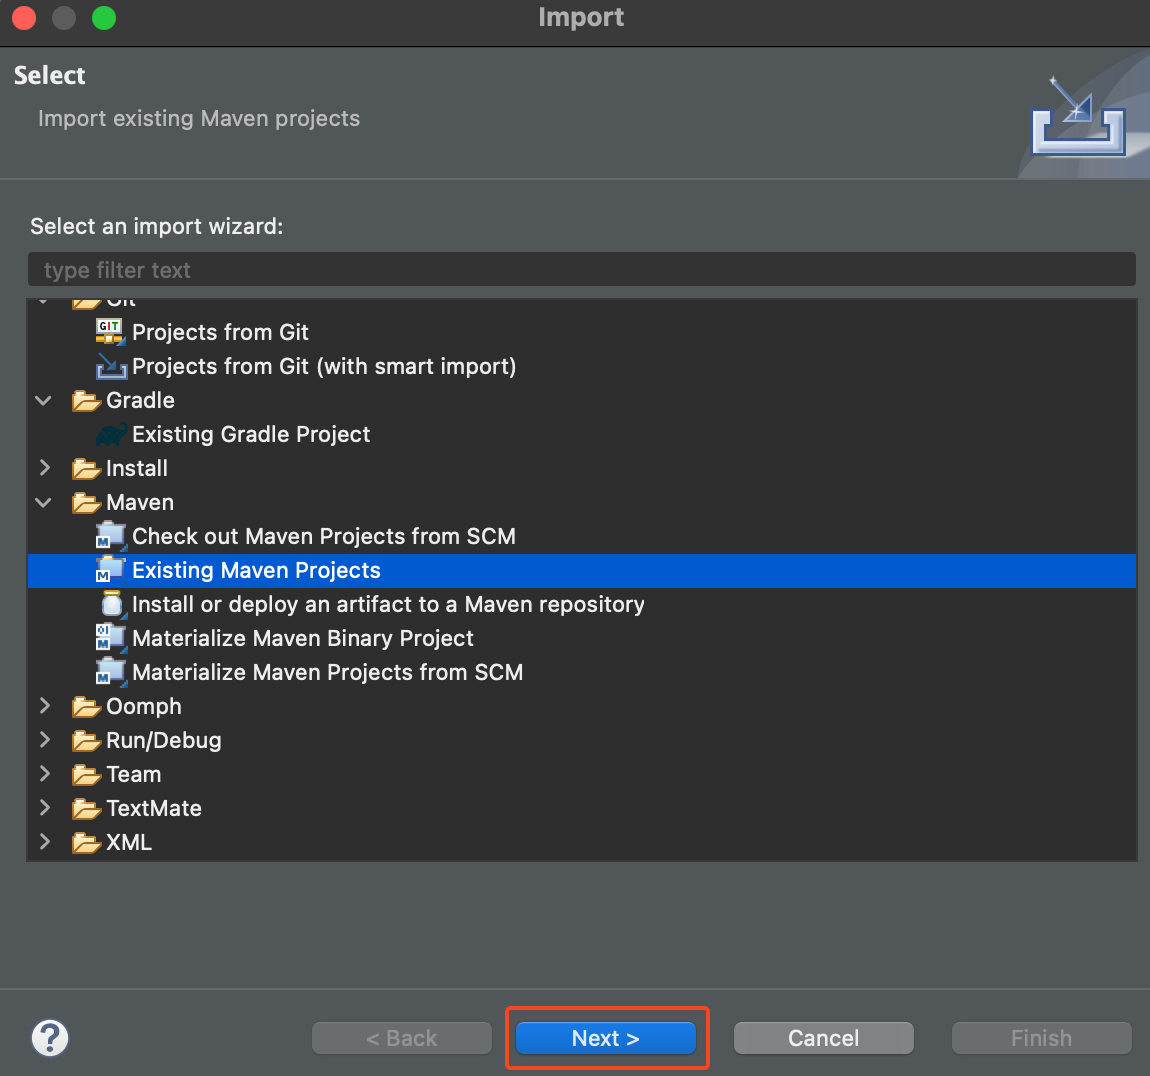 Import
Select
Import existing Maven projects
Select an import wizard:
type filter text
Git
GIT Projects from Git
Projects from Git (with smart import)
Gradle
Existing Gradle Project
Install
Maven
M Check out Maven Projects from SCM
M Existing Maven Projects
Install or deploy an artifact to a Maven repository
M Materialize Maven Binary Project
M Materialize Maven Projects from SCM
Oomph
Run/Debug
Team
TextMate
XML
? < Back Next > Cancel Finish